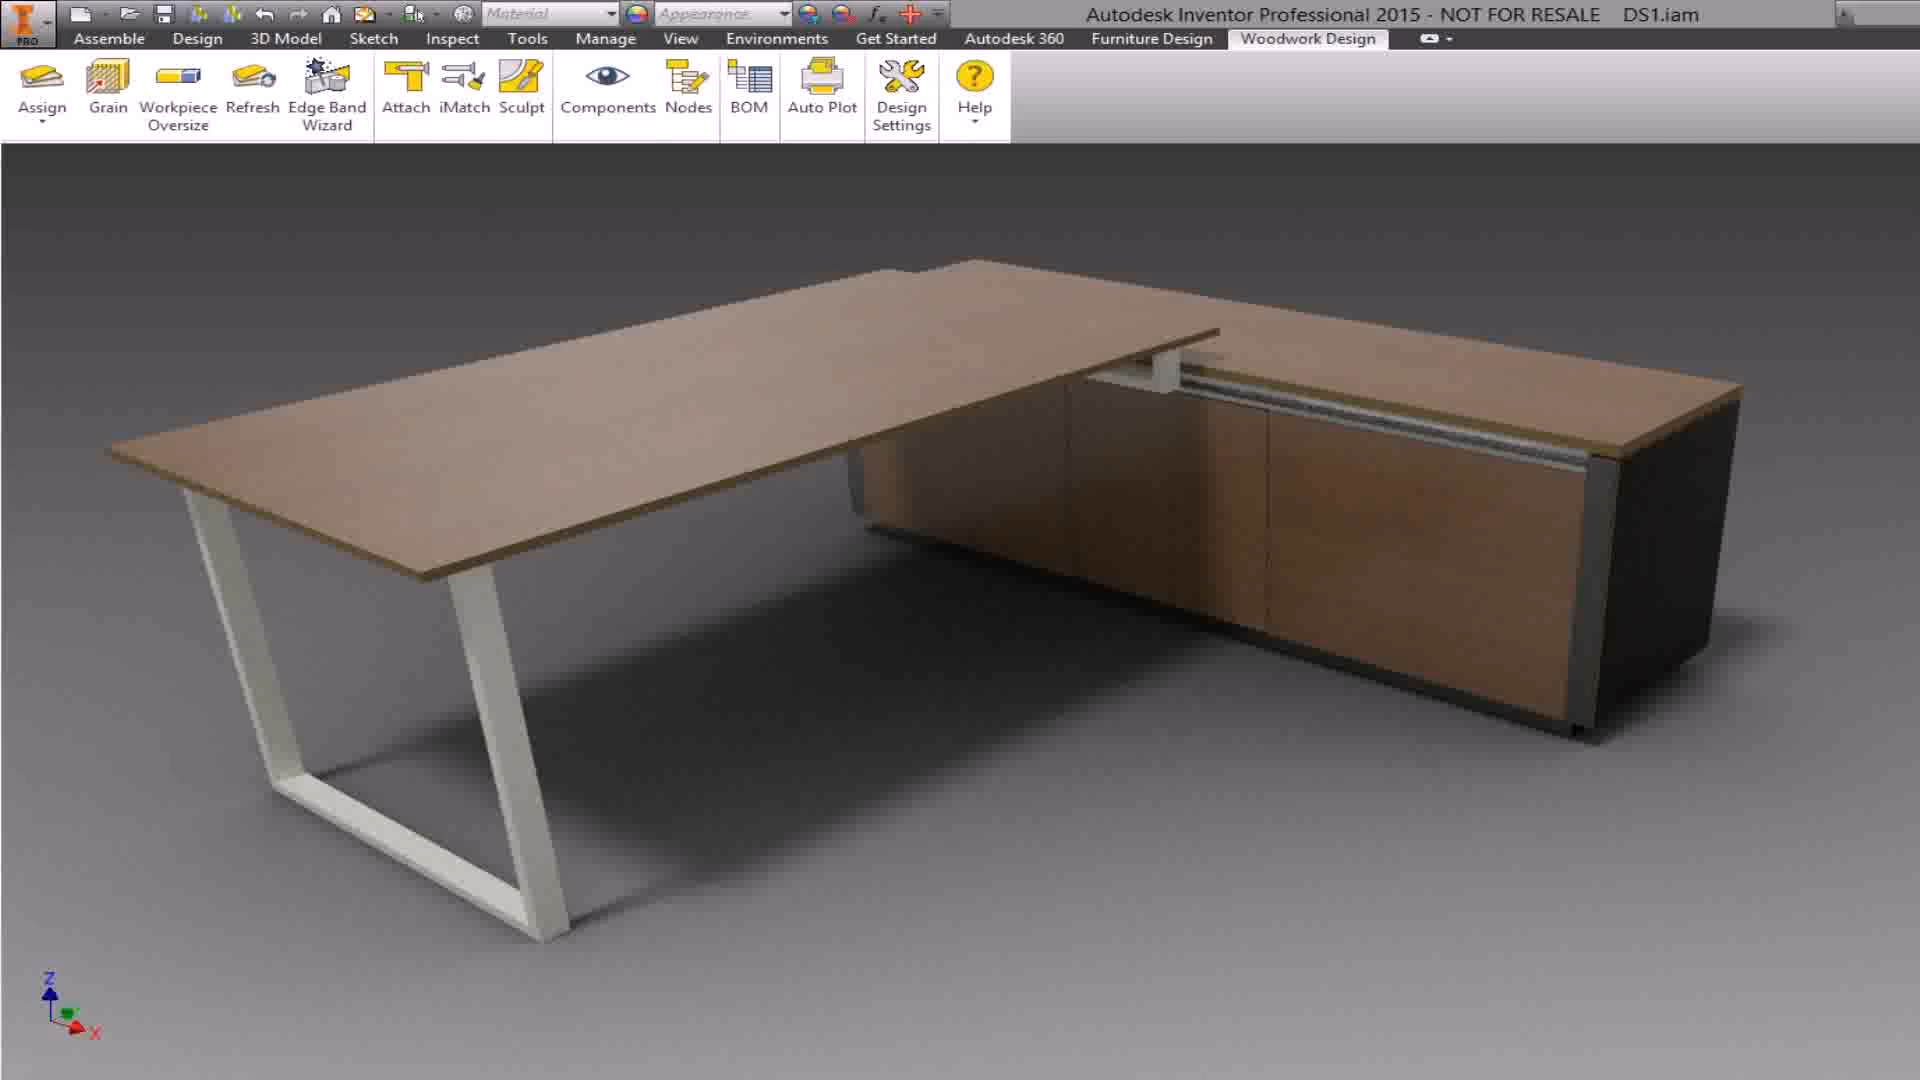 Material Appearance Autodesk Inventor Professional 2015 - NOT FOR RESALE DS1.iam
PRO Assemble Design 3D Model Sketch Inspect Tools Manage View Environments Get Started Autodesk 360 Furniture Design Woodwork Design
Assign Grain Workpiece Refresh Edge Band Attach iMatch Sculpt Components Nodes BOM Auto Plot Design Help
Oversize Wizard Settings
Z
X